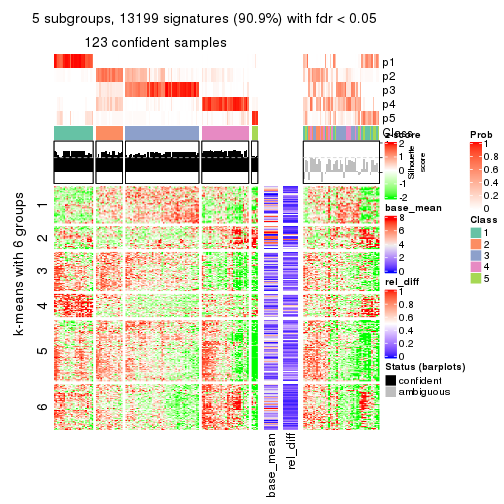 5 subgroups, 13199 signatures (90.9%) with fdr < 0.05
123 confident samples
p1
p2
p3
p4
p5
Class
z-score
2
1
0
-1
-2
Silhouette
score
Prob
1
0.8
0.6
0.4
0.2
0
base_mean
8
6
4
2
0
Class
1
2
3
4
5
rel_diff
1
0.8
0.6
0.4
0.2
0
Status (barplots)
confident
ambiguous
k-means with 6 groups
1
2
3
4
5
6
base_mean
rel_diff